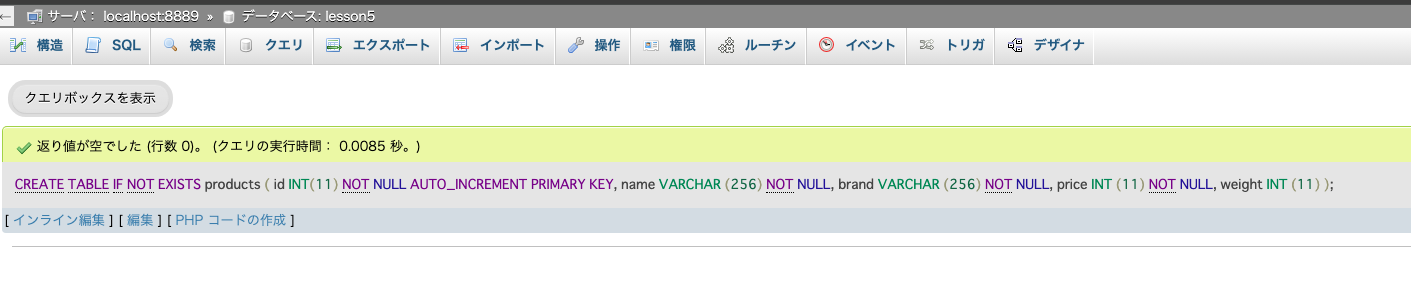 サーバ： localhost:8889 » データベース: lesson5
構造 SQL 検索 クエリ エクスポート インポート 操作 権限 ルーチン イベント トリガ デザイナ
クエリボックスを表示
返り値が空でした (行数 0)。 (クエリの実行時間： 0.0085 秒。)
CREATE TABLE IF NOT EXISTS products ( id INT(11) NOT NULL AUTO_INCREMENT PRIMARY KEY, name VARCHAR (256) NOT NULL, brand VARCHAR (256) NOT NULL, price INT (11) NOT NULL, weight INT (11) );
[ インライン編集 ] [ 編集 ] [ PHP コードの作成 ]